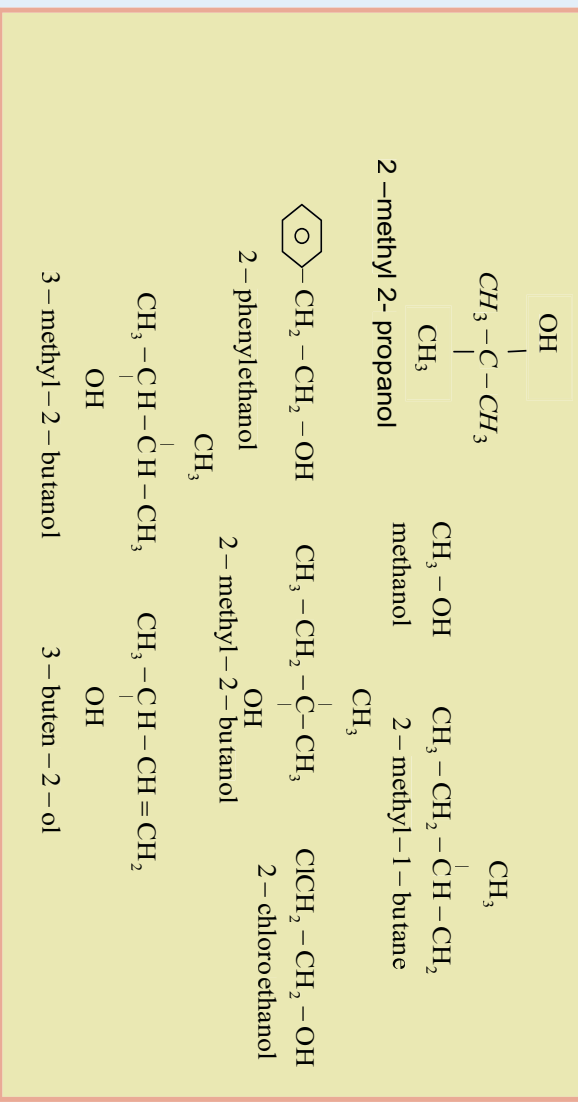 OH
CH₃ – C – CH₃
CH₃
2 –methyl 2- propanol
CH₃ – OH
methanol
CH₃
CH₃ – CH₂ – CH – CH₂
2 – methyl – 1 – butane
– CH₂ – CH₂ – OH
2 – phenylethanol
CH₃
CH₃ – CH₂ – C – CH₃
OH
2 – methyl – 2 – butanol
ClCH₂ – CH₂ – OH
2 – chloroethanol
CH₃
CH₃ – CH – CH – CH₃
OH
3 – methyl – 2 – butanol
CH₃ – CH – CH = CH₂
OH
3 – buten – 2 – ol